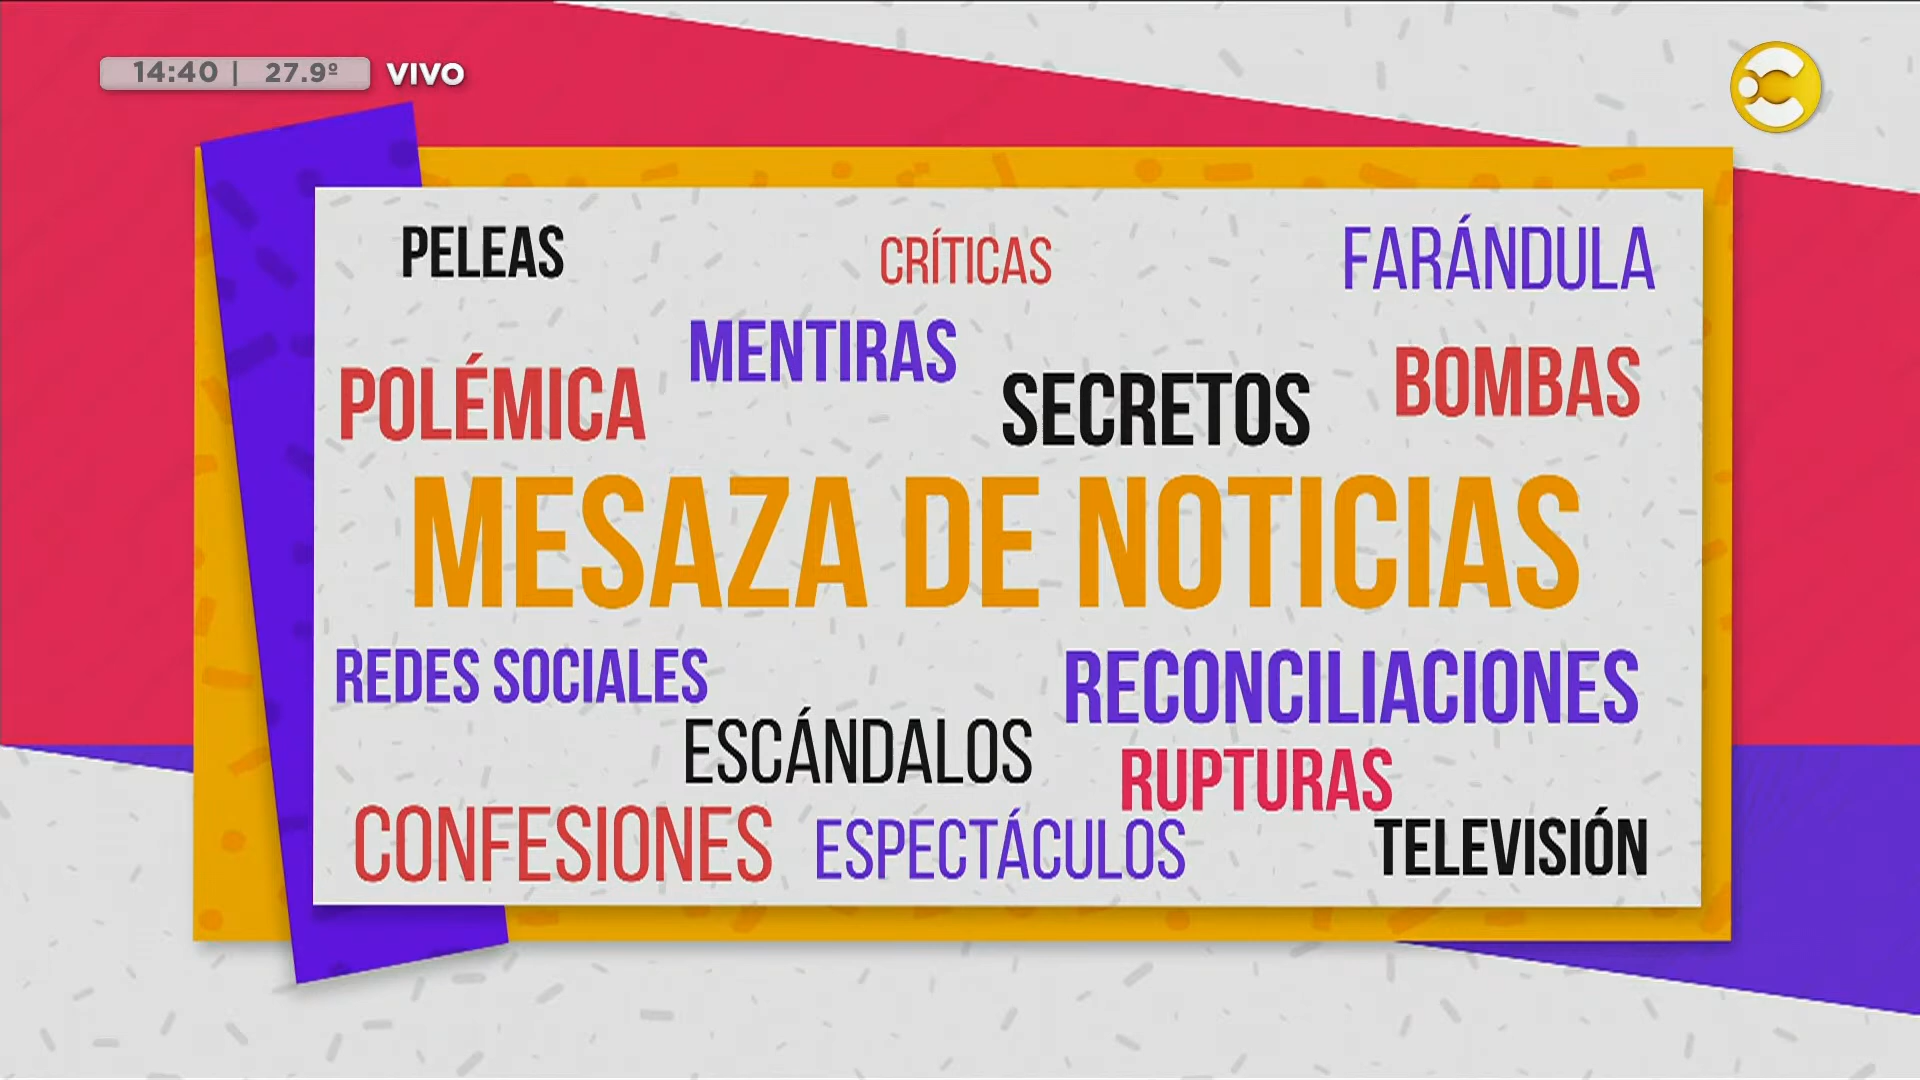 14:40 | 27.9º VIVO
PELEAS
CRÍTICAS
FARÁNDULA
MENTIRAS
POLÉMICA
SECRETOS
BOMBAS
MESAZA DE NOTICIAS
REDES SOCIALES
RECONCILIACIONES
ESCÁNDALOS
RUPTURAS
CONFESIONES
ESPECTÁCULOS
TELEVISIÓN